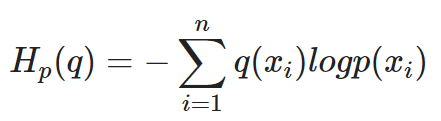 H_p(q) = -\sum_{i=1}^{n} q(x_i)logp(x_i)